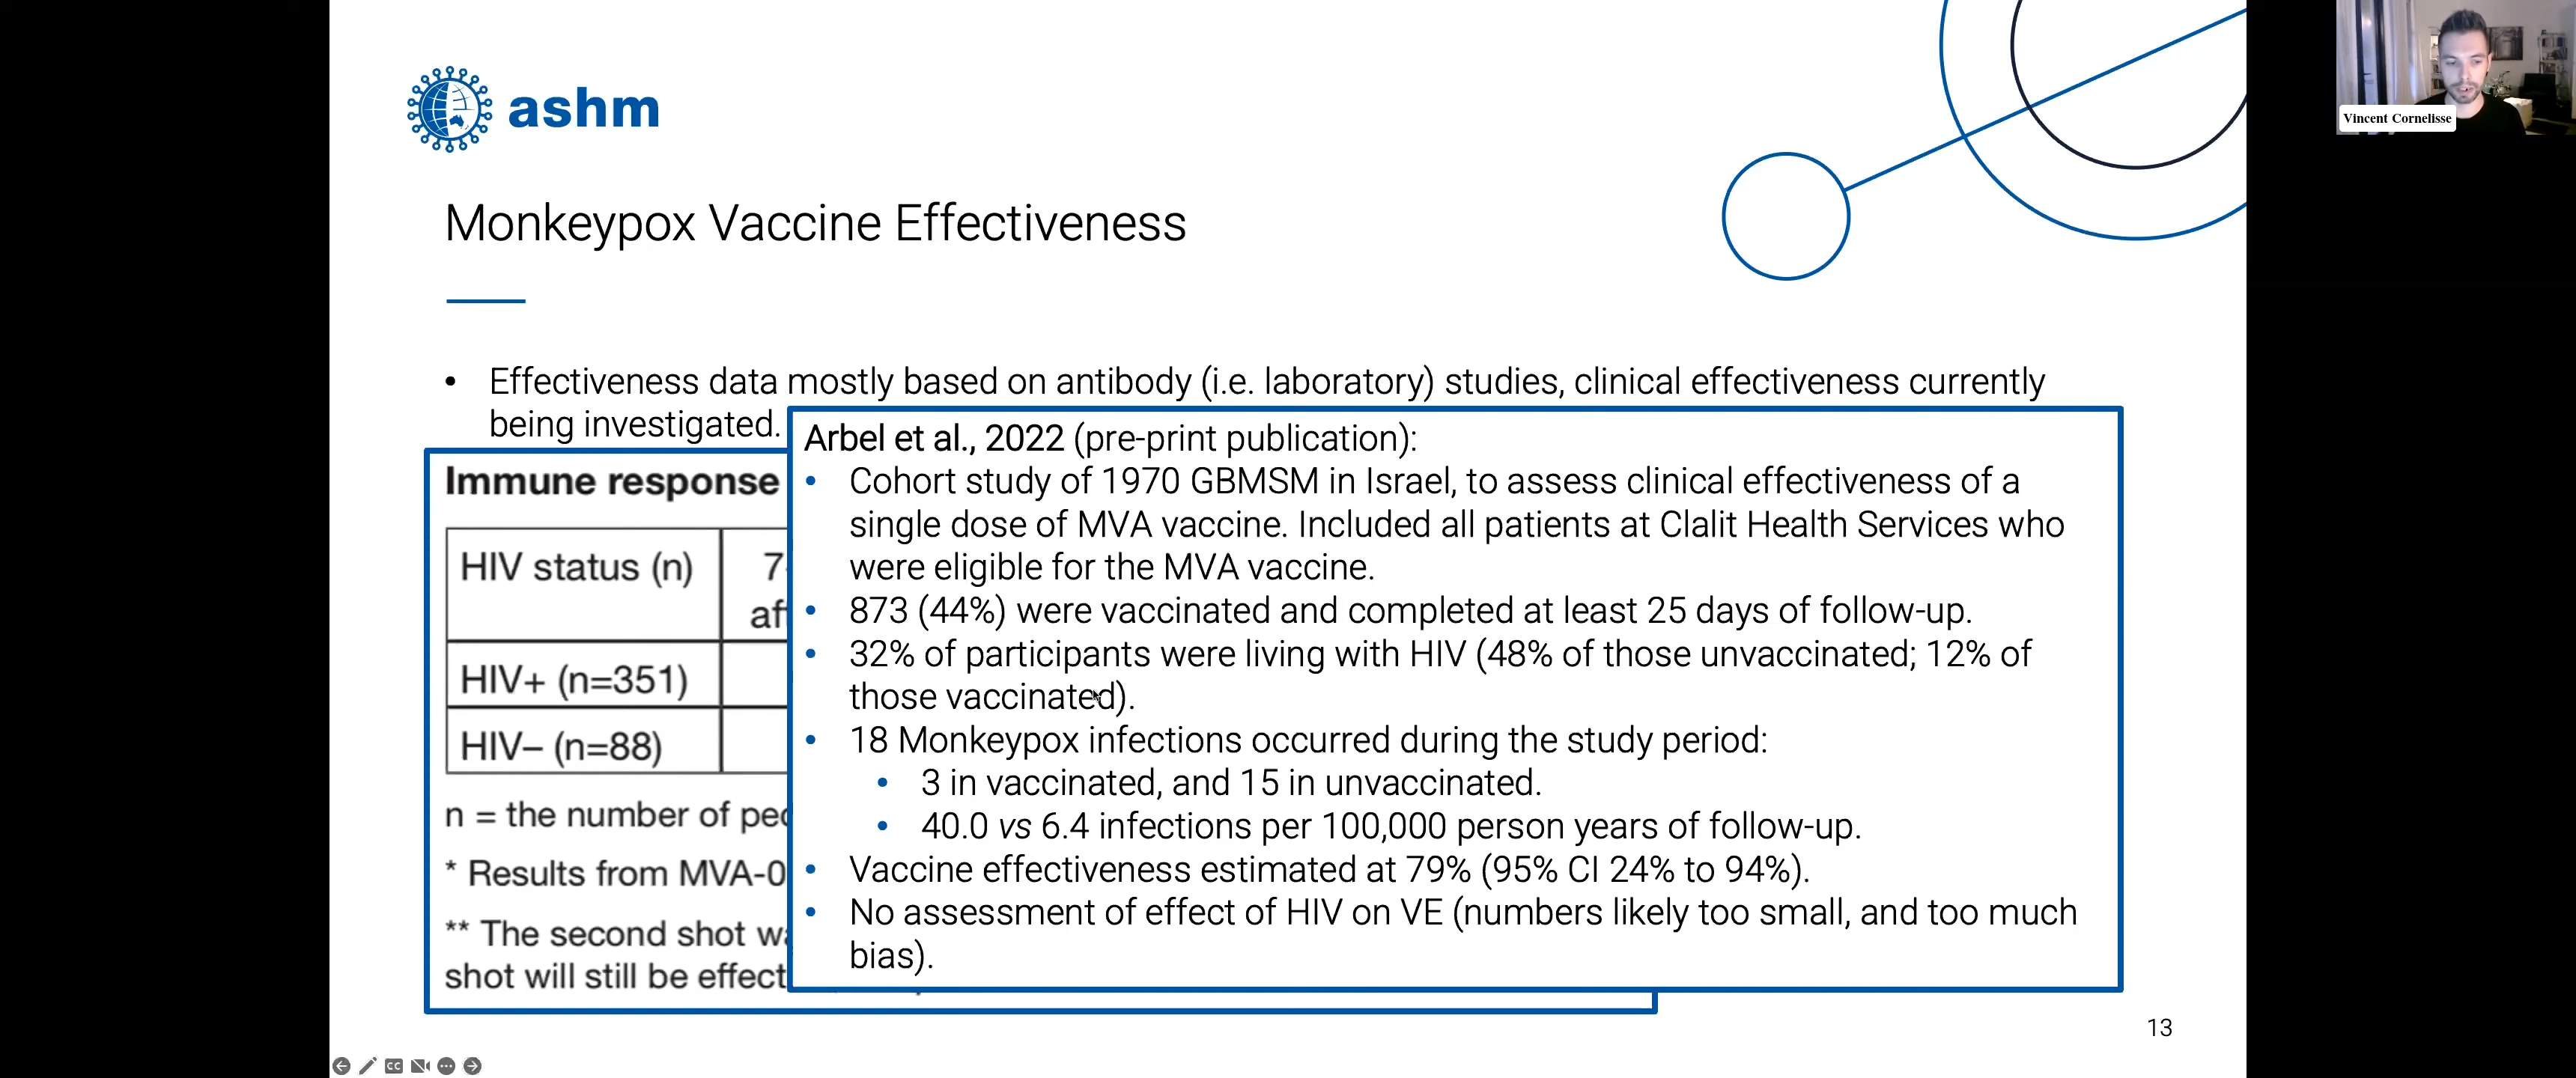 ashm
Vincent Cornelisse
Monkeypox Vaccine Effectiveness
• Effectiveness data mostly based on antibody (i.e. laboratory) studies, clinical effectiveness currently
being investigated.
Immune response
HIV status (n)
HIV+ (n=351)
HIV– (n=88)
n = the number of
* Results from MVA-0
** The second shot
shot will still be
Arbel et al., 2022 (pre-print publication):
• Cohort study of 1970 GBMSM in Israel, to assess clinical effectiveness of a
single dose of MVA vaccine. Included all patients at Clalit Health Services who
were eligible for the MVA vaccine.
• 873 (44%) were vaccinated and completed at least 25 days of follow-up.
• 32% of participants were living with HIV (48% of those unvaccinated; 12% of
those vaccinated).
• 18 Monkeypox infections occurred during the study period:
• 3 in vaccinated, and 15 in unvaccinated.
• 40.0 vs 6.4 infections per 100,000 person years of follow-up.
• Vaccine effectiveness estimated at 79% (95% CI 24% to 94%).
• No assessment of effect of HIV on VE (numbers likely too small, and too much
bias).
13
CC